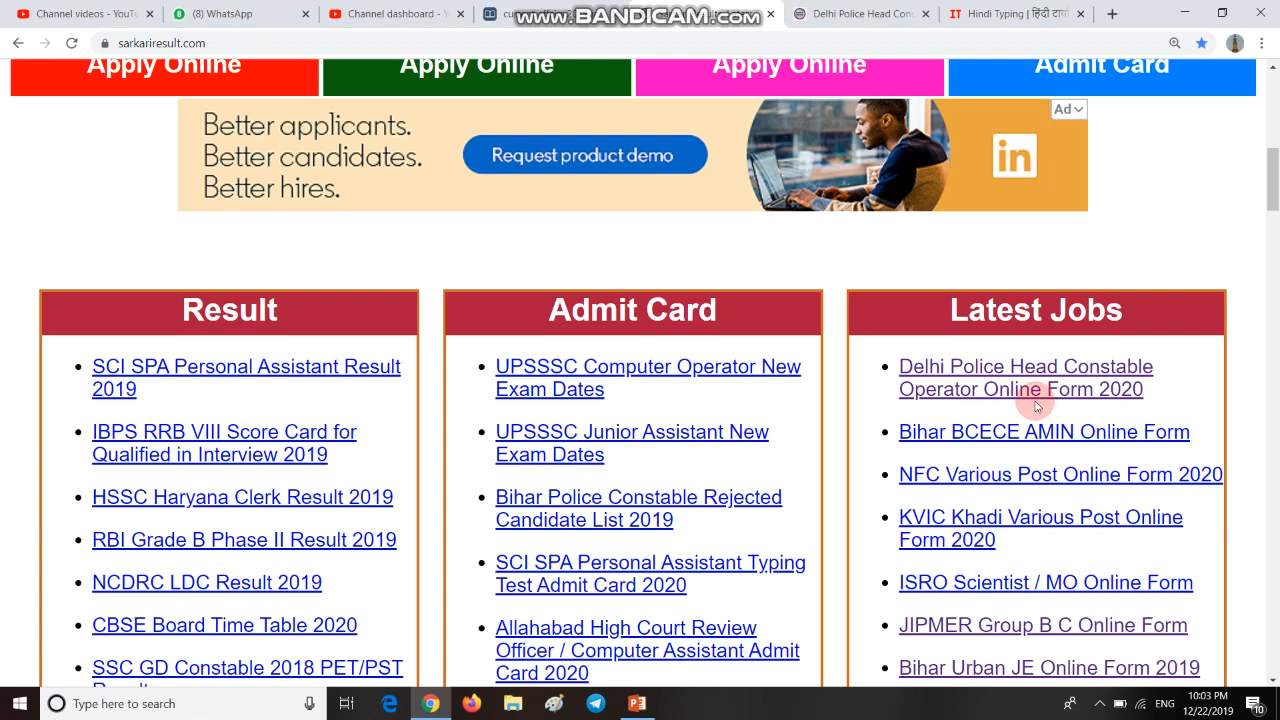 Channel videos - YouTu
(8) WhatsApp
Channel dashboard - Y
www.BANDICAM.com
Delhi Police Head Cons
IT Hindi Typing | हिंदी टाय
sarkariresult.com
Apply Online
Apply Online
Apply Online
Admit Card
Better applicants.
Better candidates.
Better hires.
Request product demo
in
Ad
Result
SCI SPA Personal Assistant Result
2019
IBPS RRB VIII Score Card for
Qualified in Interview 2019
HSSC Haryana Clerk Result 2019
RBI Grade B Phase II Result 2019
NCDRC LDC Result 2019
CBSE Board Time Table 2020
SSC GD Constable 2018 PET/PST
Admit Card
UPSSSC Computer Operator New
Exam Dates
UPSSSC Junior Assistant New
Exam Dates
Bihar Police Constable Rejected
Candidate List 2019
SCI SPA Personal Assistant Typing
Test Admit Card 2020
Allahabad High Court Review
Officer / Computer Assistant Admit
Card 2020
Latest Jobs
Delhi Police Head Constable
Operator Online Form 2020
Bihar BCECE AMIN Online Form
NFC Various Post Online Form 2020
KVIC Khadi Various Post Online
Form 2020
ISRO Scientist / MO Online Form
JIPMER Group B C Online Form
Bihar Urban JE Online Form 2019
Type here to search
ENG
10:03 PM
12/22/2019
10